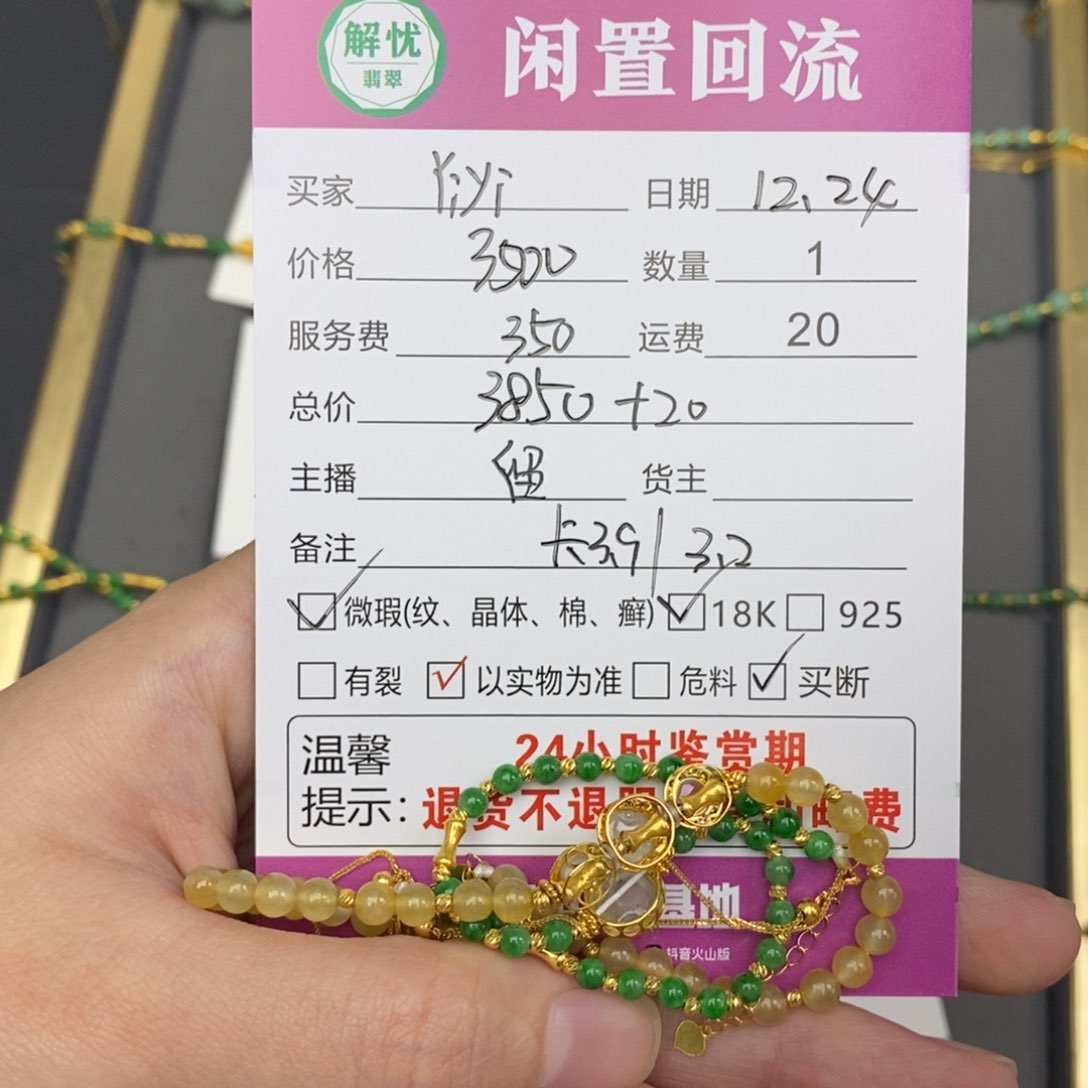 解忧
翡翠
闲置回流
买家 YiYi 日期 12.24
价格 3500 数量 1
服务费 350 运费 20
总价 3850+20
主播 货主
备注 长3.9/3.2
微瑕(纹、晶体、棉、癣) 18K 925
有裂 以实物为准 危料 买断
温馨 24小时鉴赏期
提示: 退货不退服 费
基地
抖音火山版